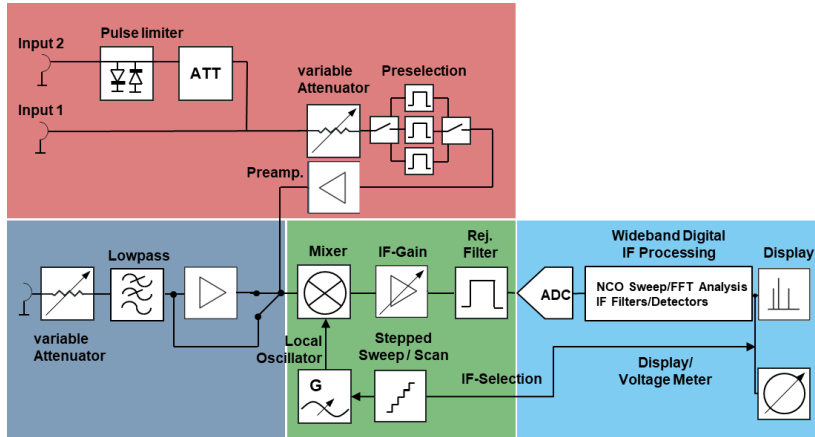 Pulse limiter
Input 2
ATT
variable
Attenuator
Preselection
Input 1
Preamp.
Lowpass
variable
Attenuator
Mixer
IF-Gain
Rej.
Filter
Local
Oscillator
Stepped
Sweep / Scan
G
IF-Selection
Wideband Digital
IF Processing
Display
ADC
NCO Sweep/FFT Analysis
IF Filters/Detectors
Display/
Voltage Meter